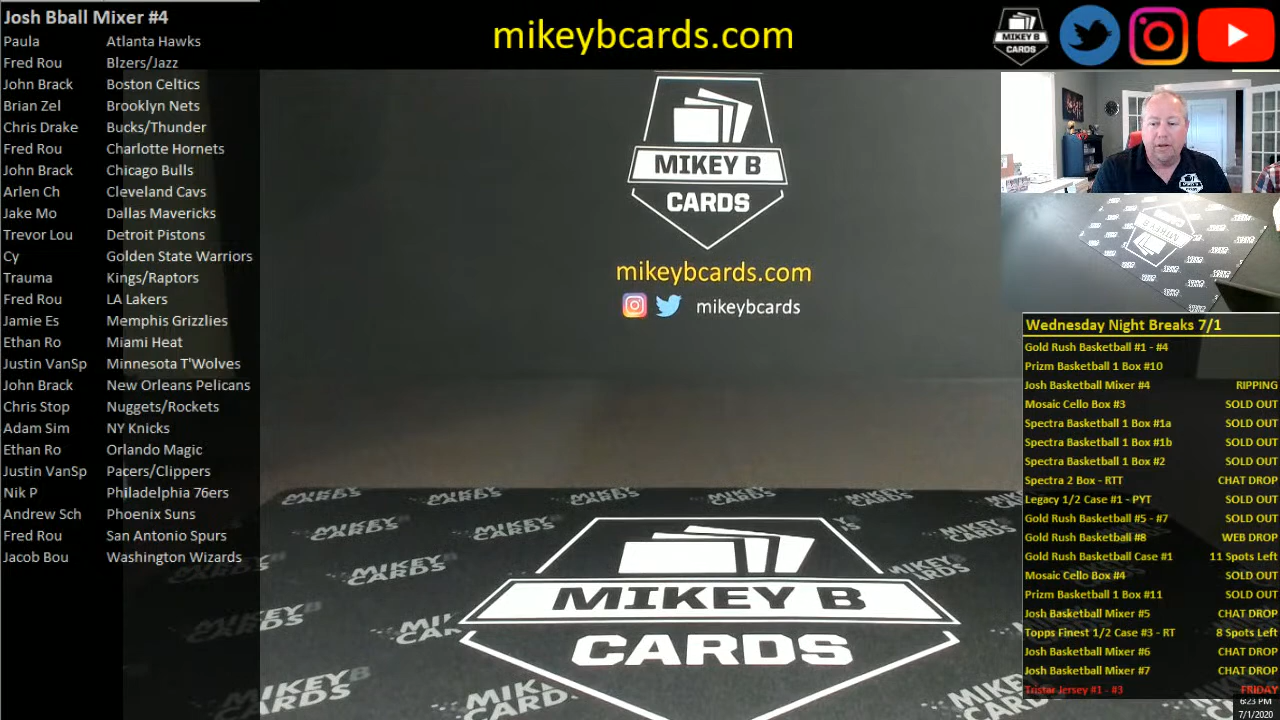 Josh Bball Mixer #4
Paula Atlanta Hawks
Fred Rou Blzers/Jazz
John Brack Boston Celtics
Brian Zel Brooklyn Nets
Chris Drake Bucks/Thunder
Fred Rou Charlotte Hornets
John Brack Chicago Bulls
Arlen Ch Cleveland Cavs
Jake Mo Dallas Mavericks
Trevor Lou Detroit Pistons
Cy Golden State Warriors
Trauma Kings/Raptors
Fred Rou LA Lakers
Jamie Es Memphis Grizzlies
Ethan Ro Miami Heat
Justin VanSp Minnesota T'Wolves
John Brack New Orleans Pelicans
Chris Stop Nuggets/Rockets
Adam Sim NY Knicks
Ethan Ro Orlando Magic
Justin VanSp Pacers/Clippers
Nik P Philadelphia 76ers
Andrew Sch Phoenix Suns
Fred Rou San Antonio Spurs
Jacob Bou Washington Wizards
mikeybcards.com
MIKEY B
CARDS
MIKEY B
CARDS
mikeybcards.com
mikeybcards
MIKEY B
CARDS
Wednesday Night Breaks 7/1
Gold Rush Basketball #1 - #4
Prizm Basketball 1 Box #10
Josh Basketball Mixer #4 RIPPING
Mosaic Cello Box #3 SOLD OUT
Spectra Basketball 1 Box #1a SOLD OUT
Spectra Basketball 1 Box #1b SOLD OUT
Spectra Basketball 1 Box #2 SOLD OUT
Spectra 2 Box - RTT CHAT DROP
Legacy 1/2 Case #1 - PYT SOLD OUT
Gold Rush Basketball #5 - #7 SOLD OUT
Gold Rush Basketball #8 WEB DROP
Gold Rush Basketball Case #1 11 Spots Left
Mosaic Cello Box #4 SOLD OUT
Prizm Basketball 1 Box #11 SOLD OUT
Josh Basketball Mixer #5 CHAT DROP
Topps Finest 1/2 Case #3 - RT 8 Spots Left
Josh Basketball Mixer #6 CHAT DROP
Josh Basketball Mixer #7 CHAT DROP
Tristar Jersey #1 - #3 FRIDAY
6:23 PM
7/1/2020